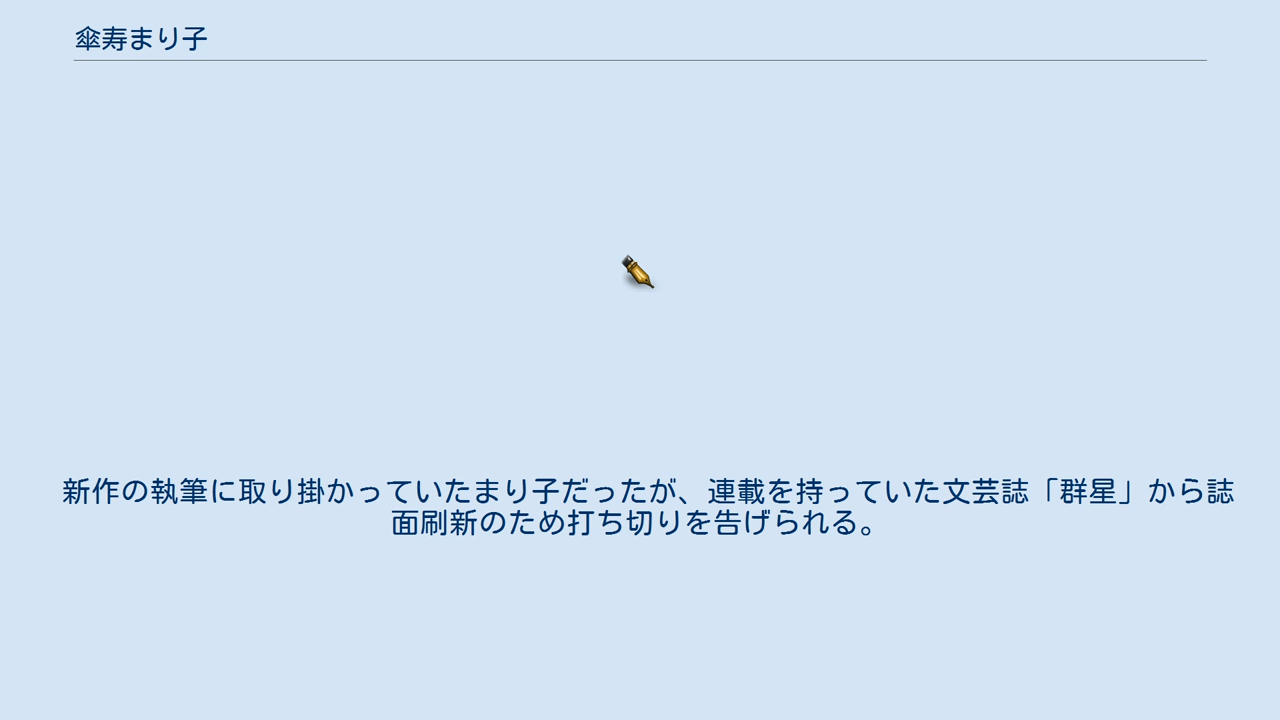 傘寿まり子
新作の執筆に取り掛かっていたまり子だったが、連載を持っていた文芸誌「群星」から誌
面刷新のため打ち切りを告げられる。